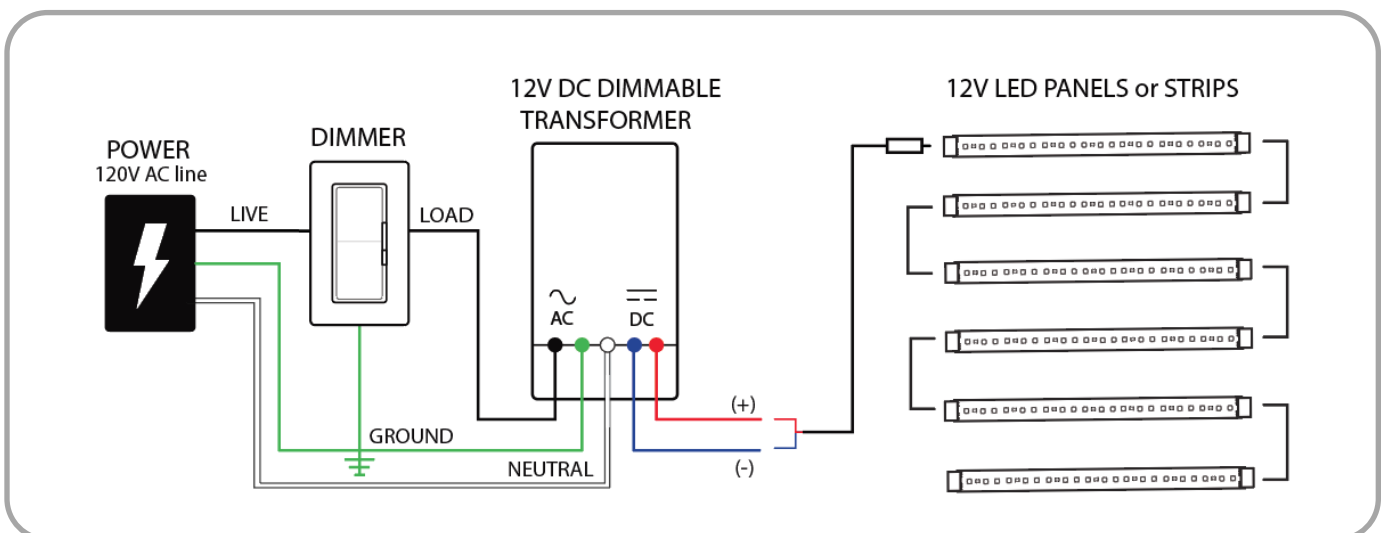 POWER
120V AC line
LIVE
DIMMER
LOAD
GROUND
NEUTRAL
12V DC DIMMABLE
TRANSFORMER
AC
DC
(+)
(-)
12V LED PANELS or STRIPS